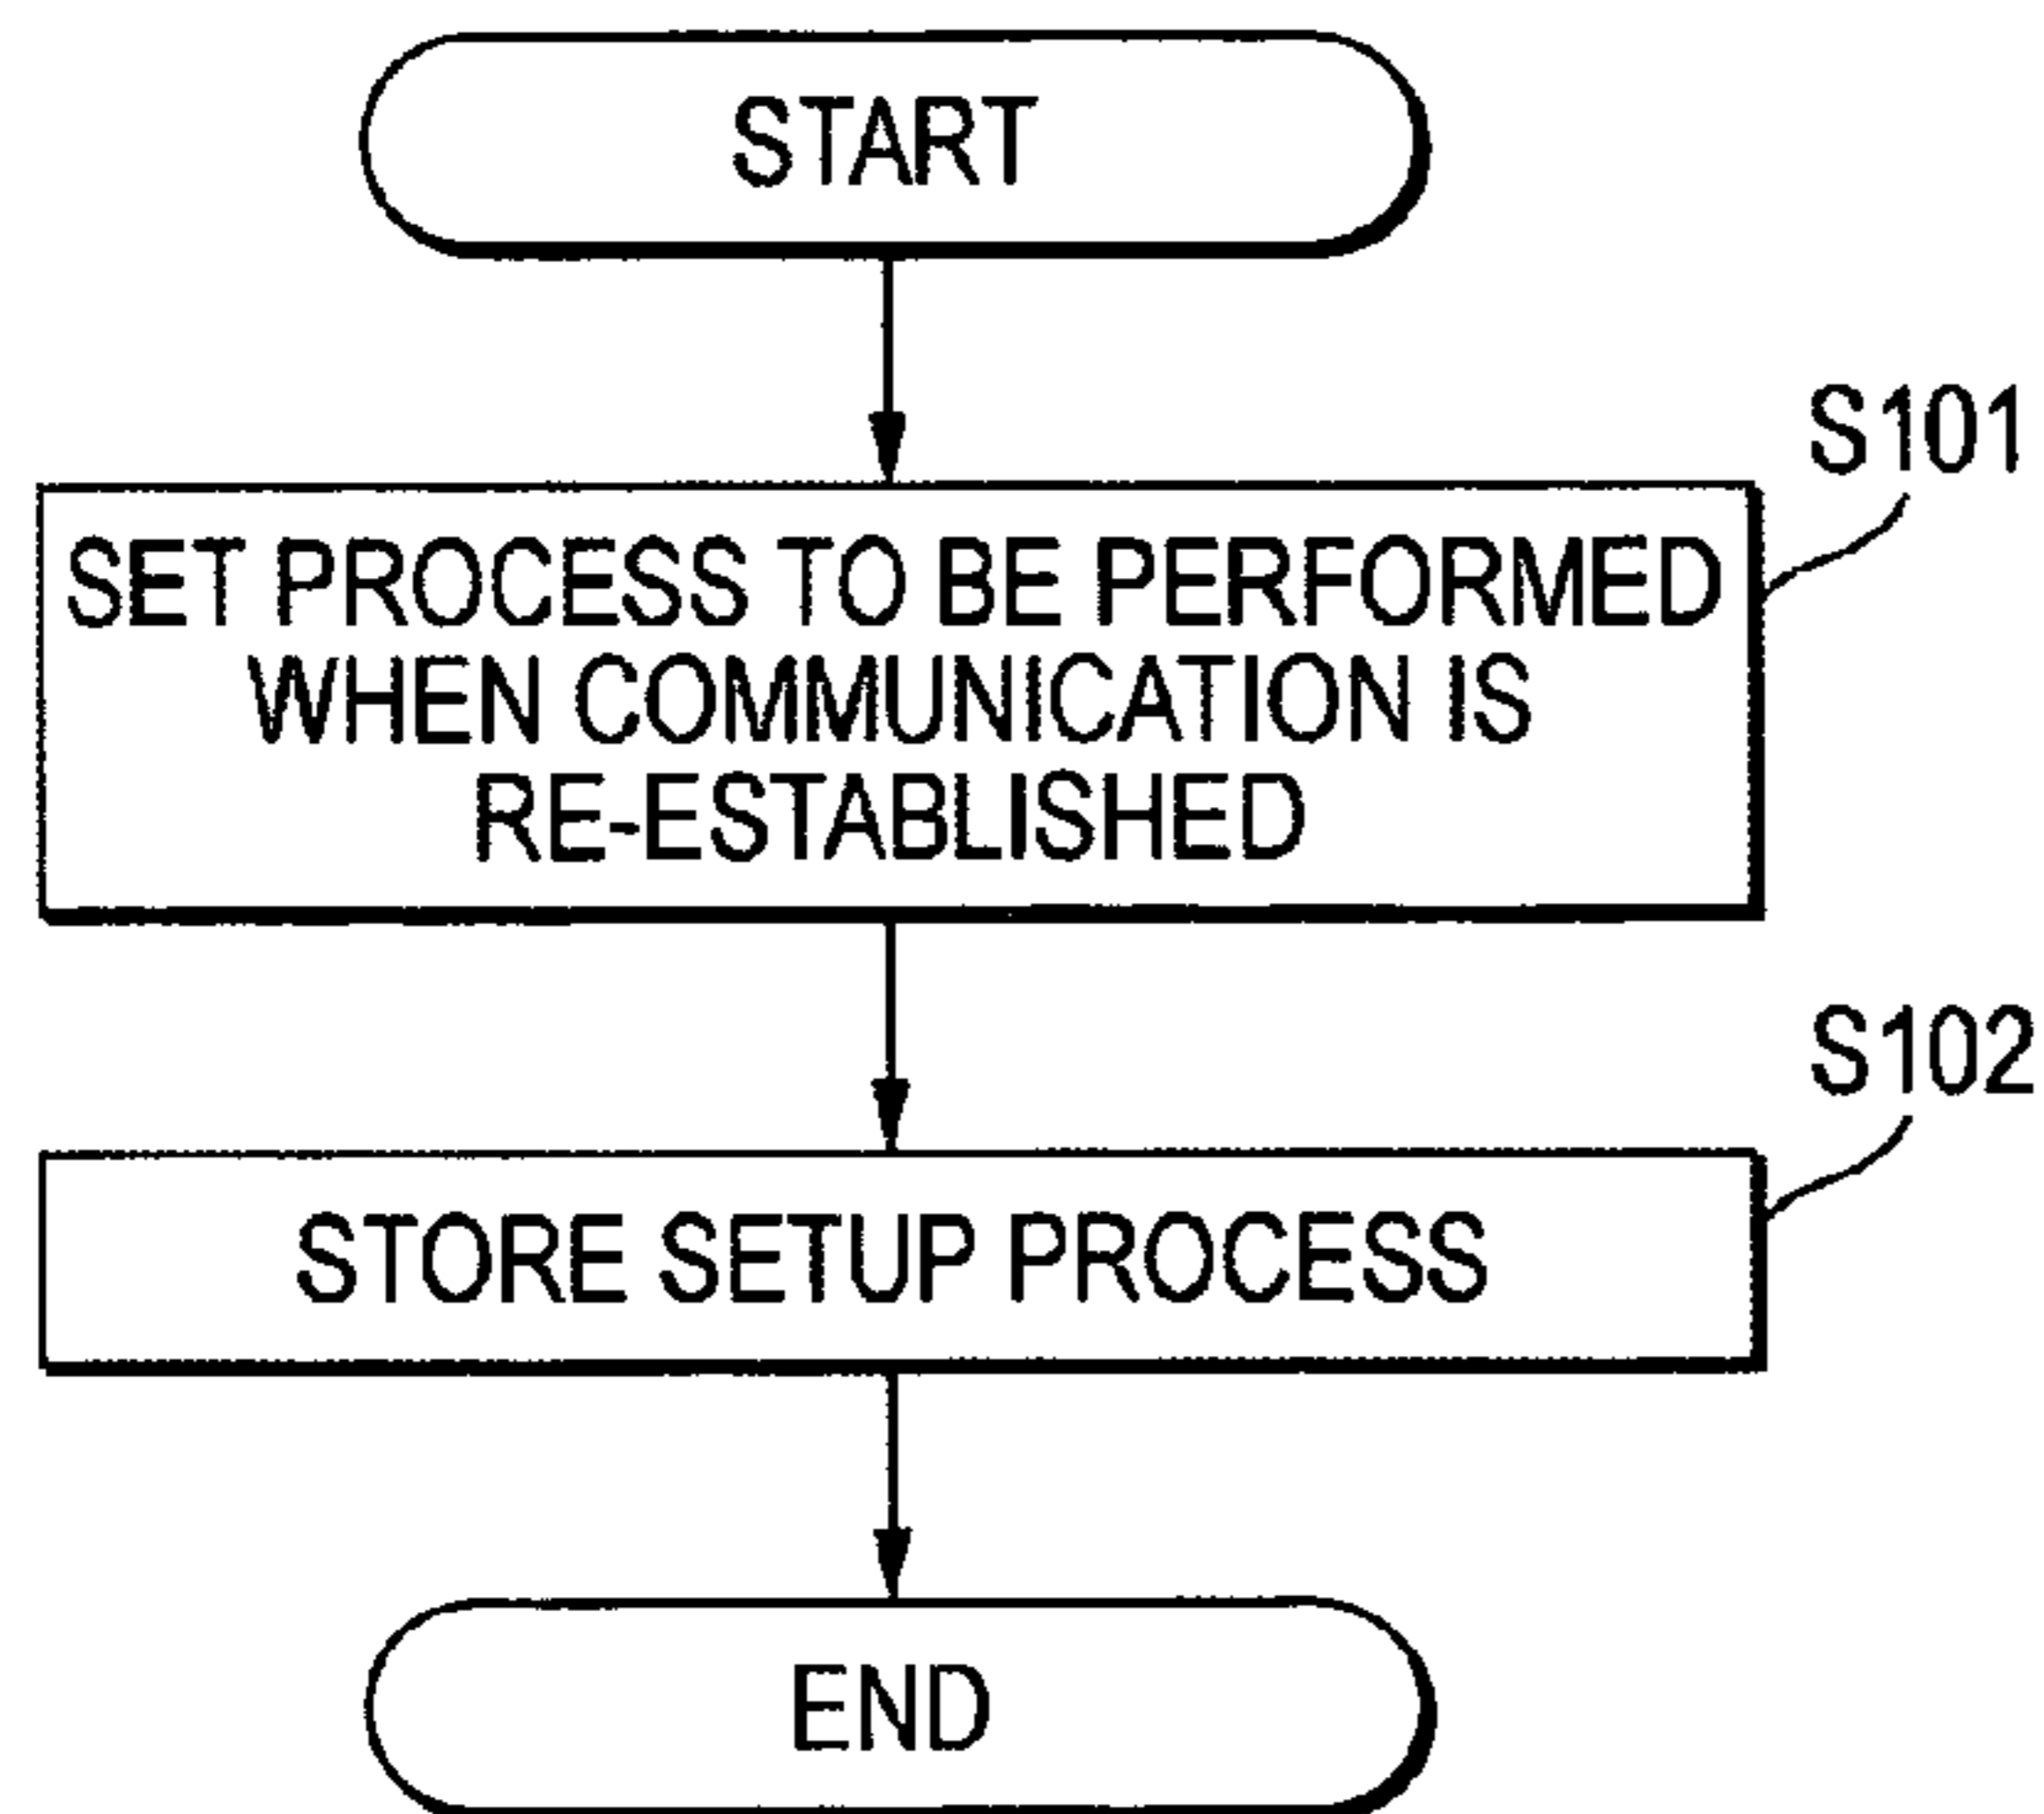 START
S101
SET PROCESS TO BE PERFORMED
WHEN COMMUNICATION IS
RE-ESTABLISHED
S102
STORE SETUP PROCESS
END